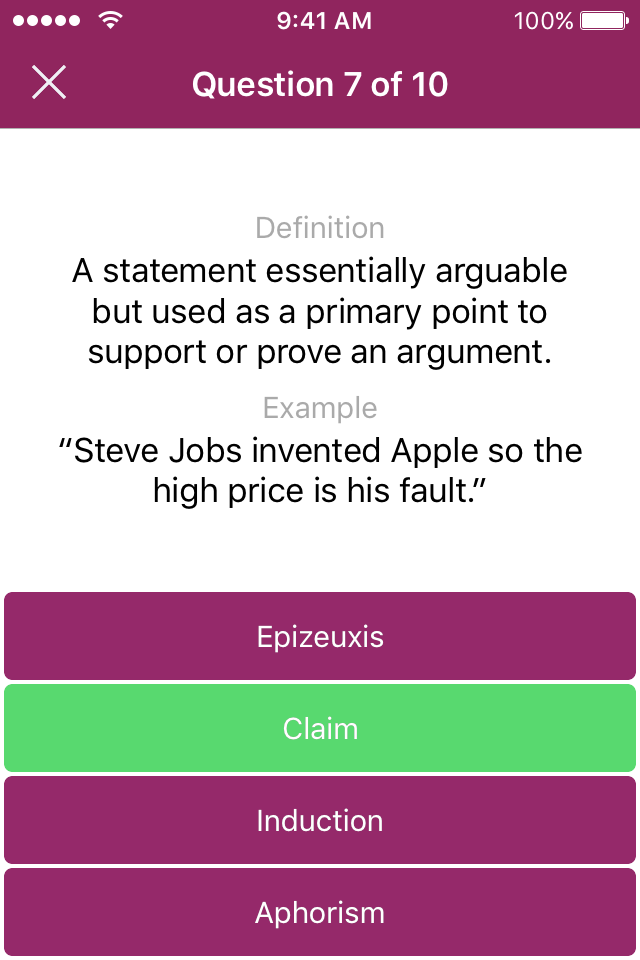 9:41 AM 100%
Question 7 of 10
Definition
A statement essentially arguable
but used as a primary point to
support or prove an argument.
Example
“Steve Jobs invented Apple so the
high price is his fault.”
Epizeuxis
Claim
Induction
Aphorism